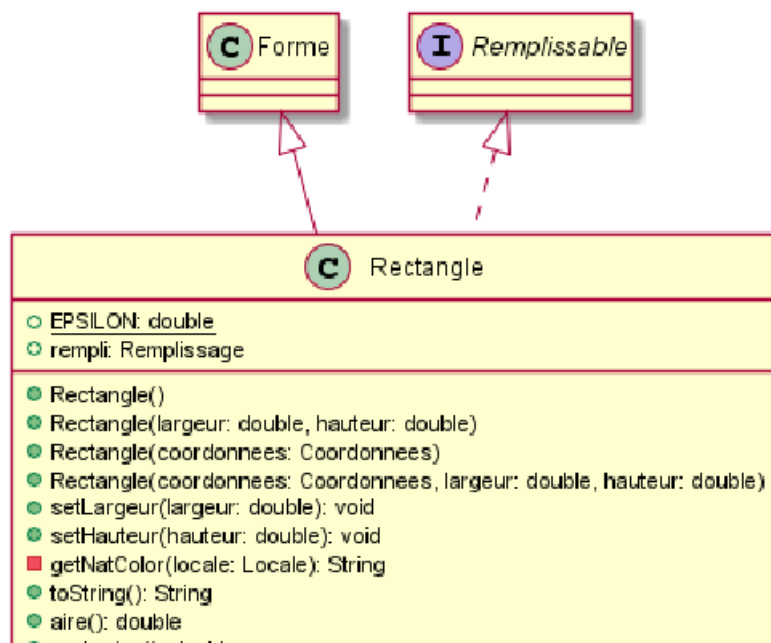 C Forme
I Remplissable
C Rectangle
EPSILON: double
rempli: Remplissage
Rectangle()
Rectangle(largeur: double, hauteur: double)
Rectangle(coordonnees: Coordonnees)
Rectangle(coordonnees: Coordonnees, largeur: double, hauteur: double)
setLargeur(largeur: double): void
setHauteur(hauteur: double): void
getNatColor(locale: Locale): String
toString(): String
aire(): double